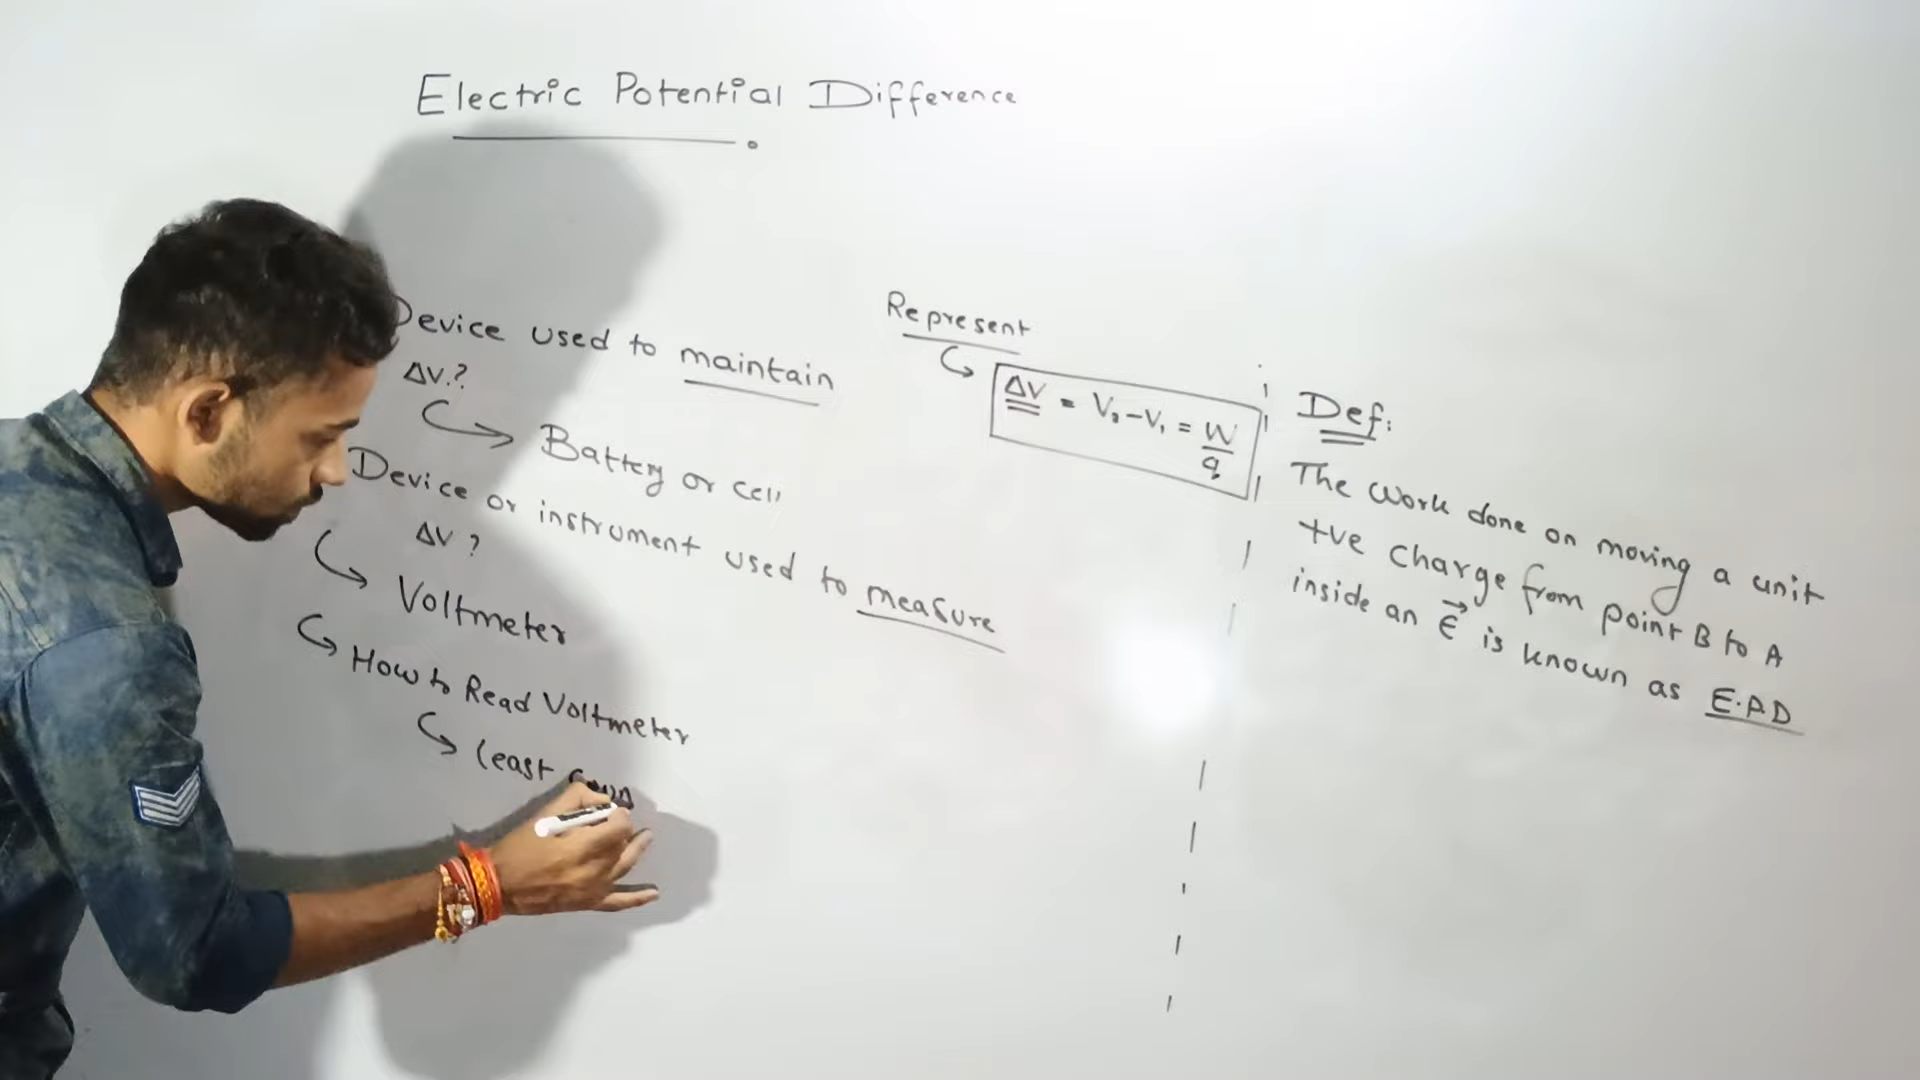 Electric Potential Difference
Device used to maintain
ΔV.?
Battery or cell
Device or instrument used to measure
ΔV ?
Voltmeter
How to Read Voltmeter
Least Coun
Represent
ΔV = V₂-V₁ = W/q
Def:
The work done on moving a unit
+ve charge from point B to A
inside an E⃗ is known as E.P.D